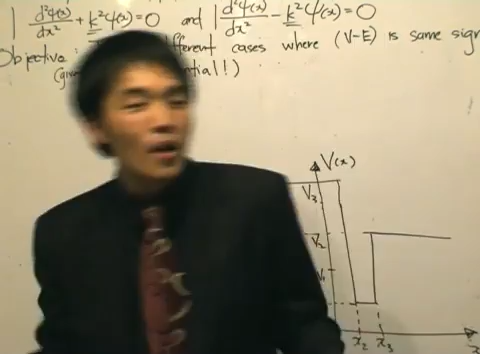 d²ψ(x)/dx² + k²ψ(x) = 0 and d²ψ(x)/dx² − k²ψ(x) = 0
Objective: different cases where (V-E) is same sign
(giv tial!)
V(x)
V₃
V₂
V₁
x₂ x₃